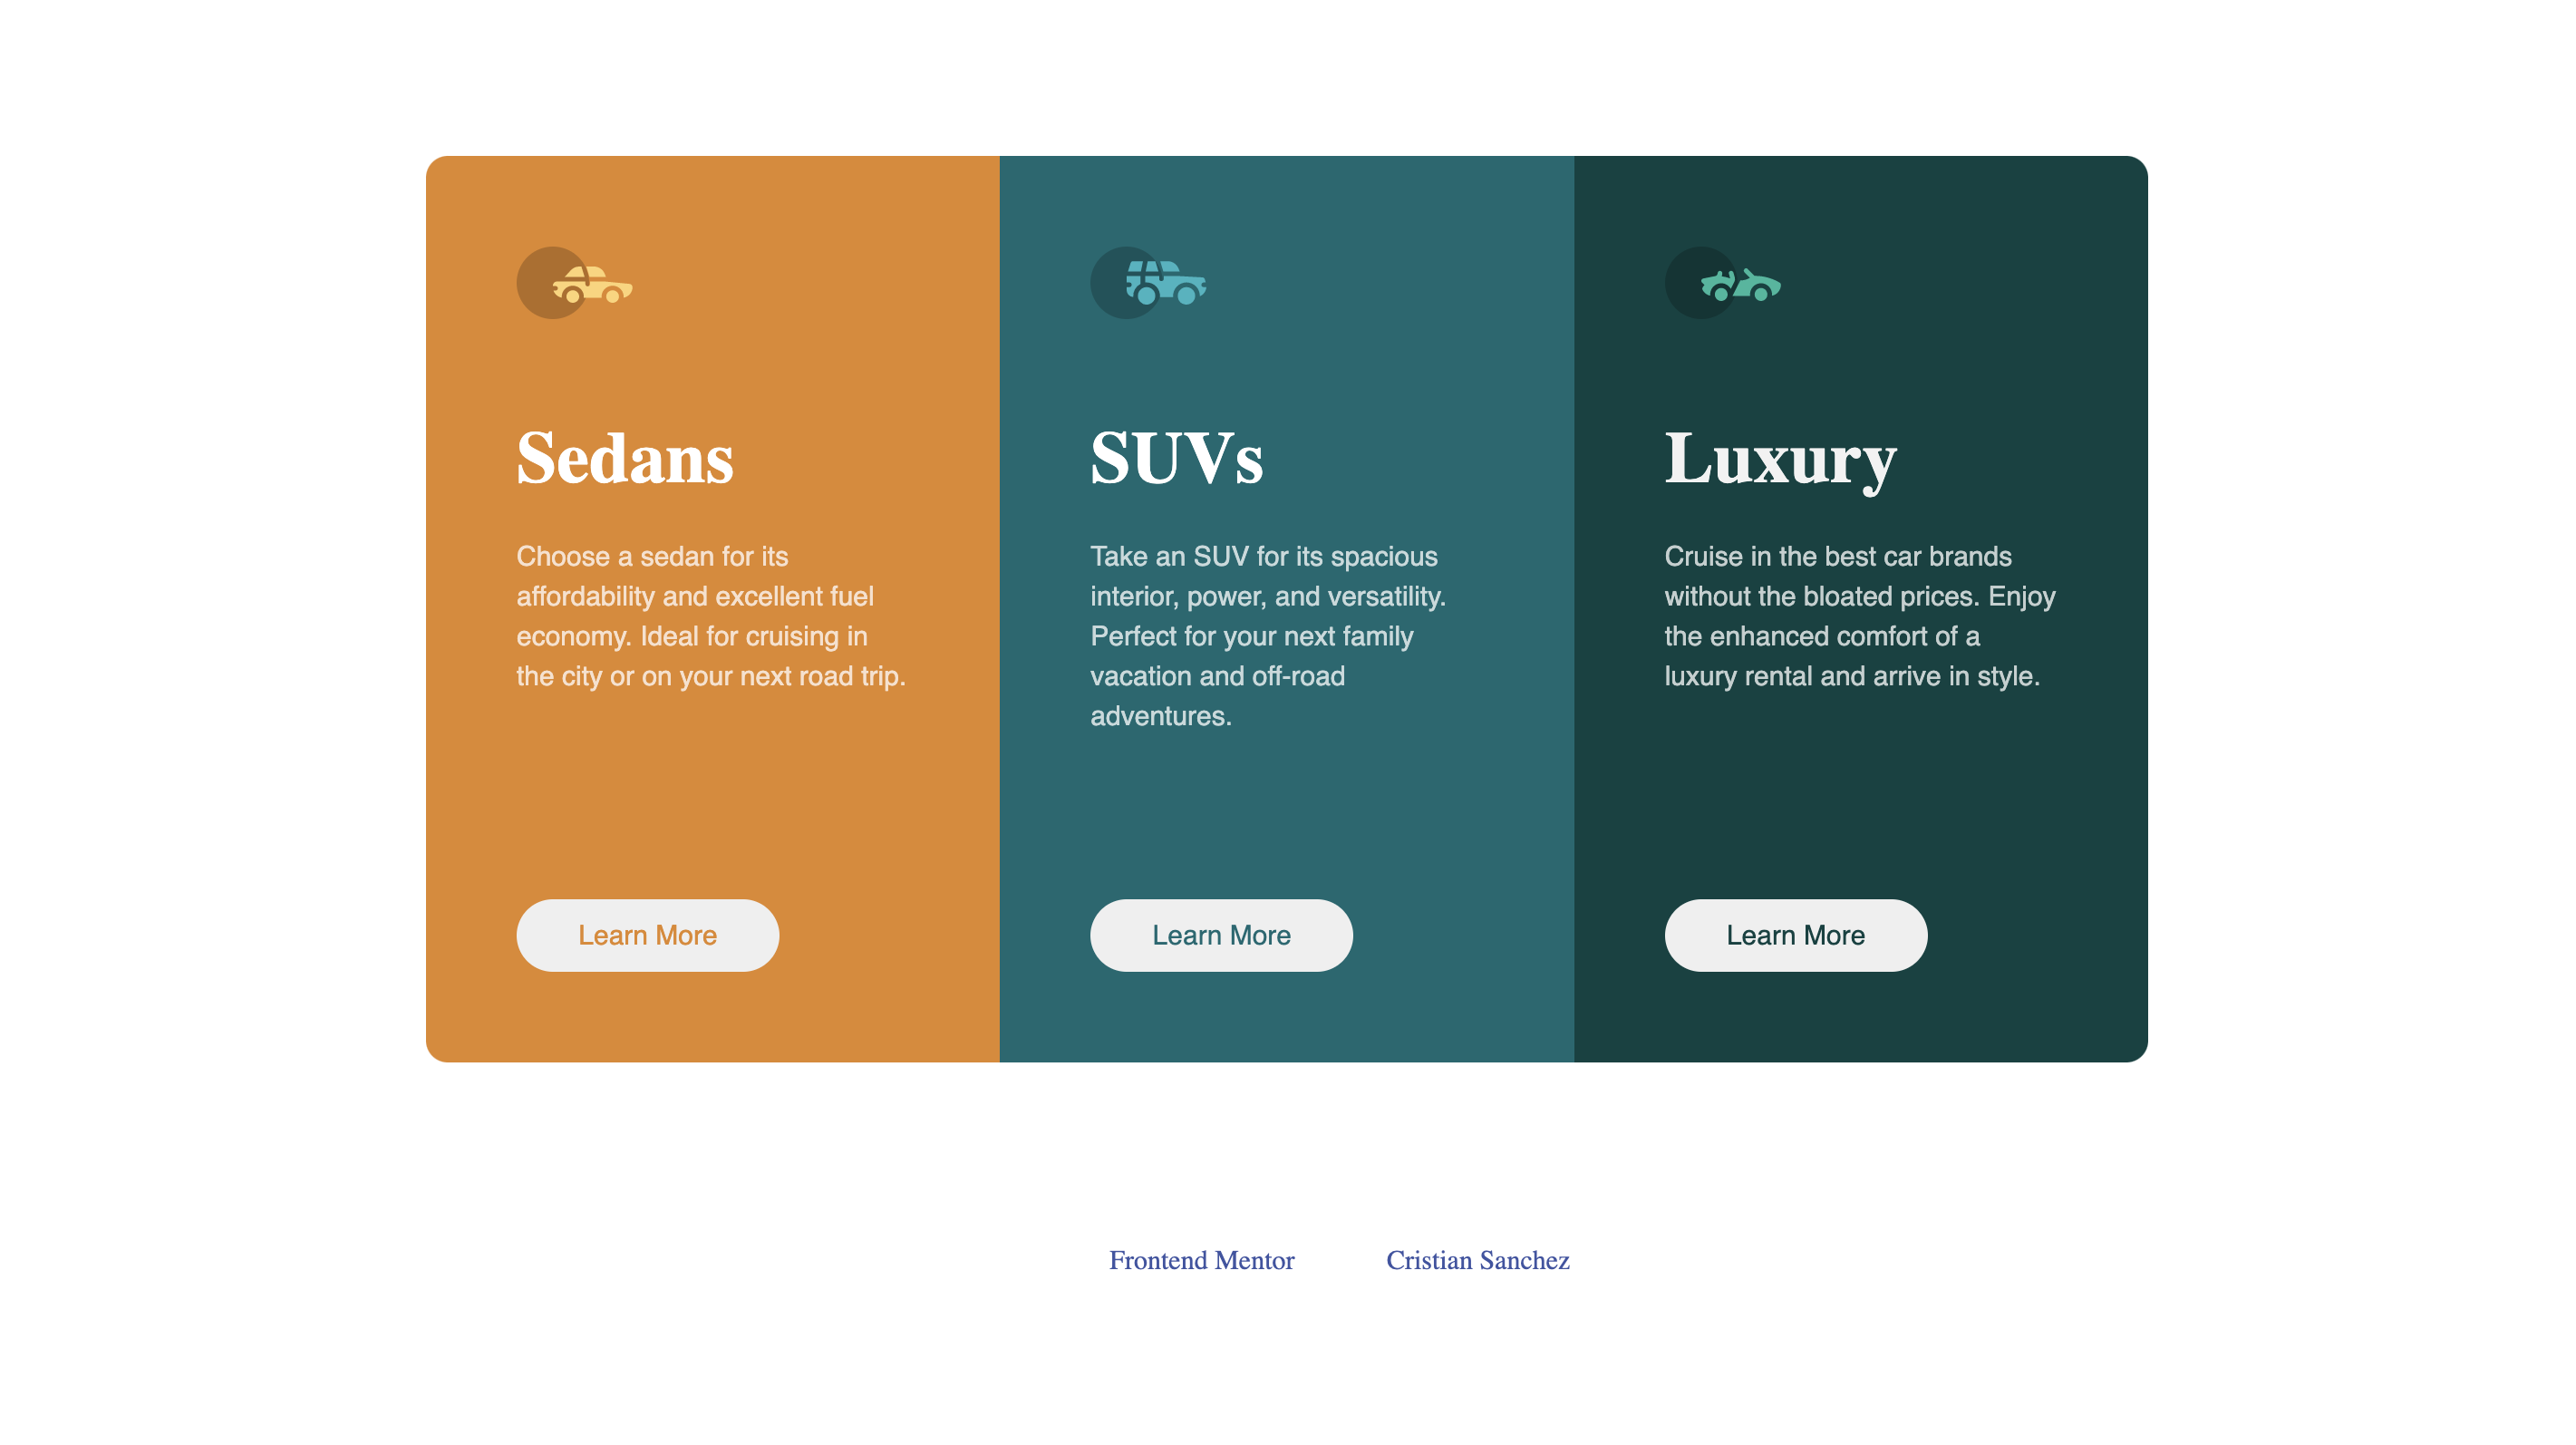 Sedans
Choose a sedan for its
affordability and excellent fuel
economy. Ideal for cruising in
the city or on your next road trip.
Learn More
SUVs
Take an SUV for its spacious
interior, power, and versatility.
Perfect for your next family
vacation and off-road
adventures.
Learn More
Luxury
Cruise in the best car brands
without the bloated prices. Enjoy
the enhanced comfort of a
luxury rental and arrive in style.
Learn More
Frontend Mentor
Cristian Sanchez